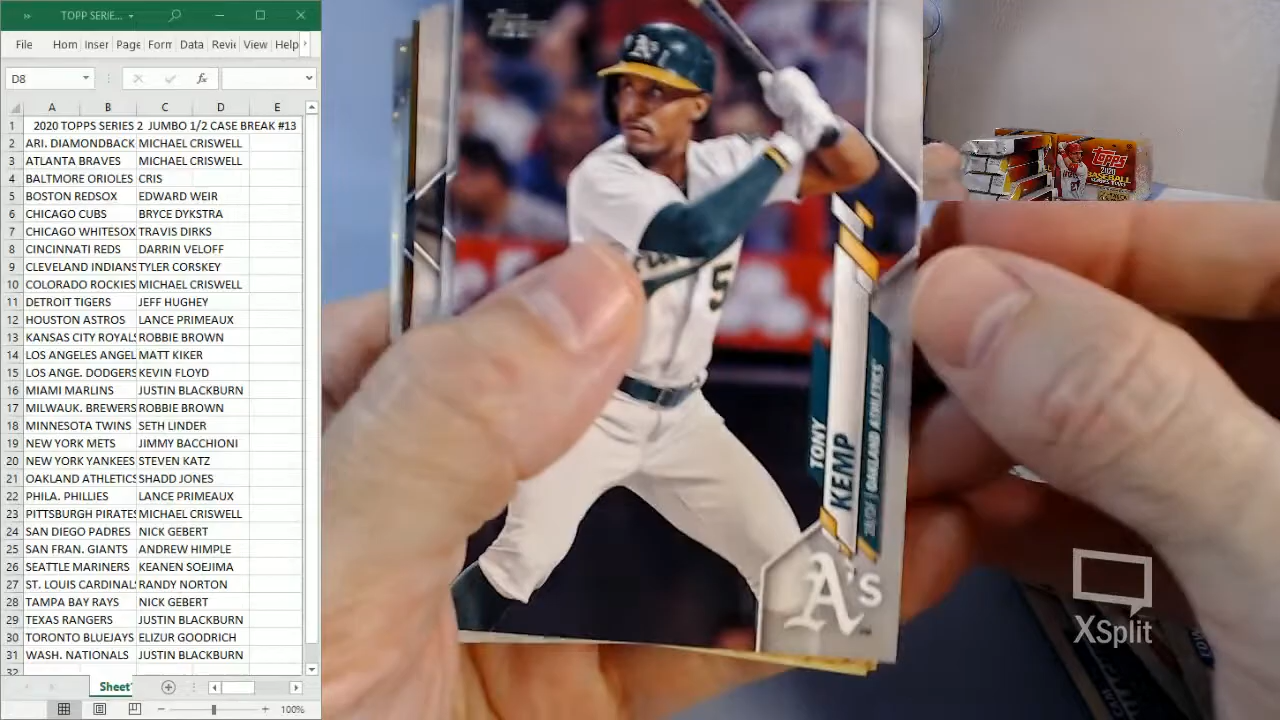 TOPP SERIE...
File Hom Inser Page Form Data Revi View Help
D8 fx
A B C D E
1 2020 TOPPS SERIES 2 JUMBO 1/2 CASE BREAK #13
2 ARI. DIAMONDBACK MICHAEL CRISWELL
3 ATLANTA BRAVES MICHAEL CRISWELL
4 BALTMORE ORIOLES CRIS
5 BOSTON REDSOX EDWARD WEIR
6 CHICAGO CUBS BRYCE DYKSTRA
7 CHICAGO WHITESOX TRAVIS DIRKS
8 CINCINNATI REDS DARRIN VELOFF
9 CLEVELAND INDIANS TYLER CORSKEY
10 COLORADO ROCKIES MICHAEL CRISWELL
11 DETROIT TIGERS JEFF HUGHEY
12 HOUSTON ASTROS LANCE PRIMEAUX
13 KANSAS CITY ROYALS ROBBIE BROWN
14 LOS ANGELES ANGEL MATT KIKER
15 LOS ANGE. DODGERS KEVIN FLOYD
16 MIAMI MARLINS JUSTIN BLACKBURN
17 MILWAUK. BREWERS ROBBIE BROWN
18 MINNESOTA TWINS SETH LINDER
19 NEW YORK METS JIMMY BACCHIONI
20 NEW YORK YANKEES STEVEN KATZ
21 OAKLAND ATHLETICS SHADD JONES
22 PHILA. PHILLIES LANCE PRIMEAUX
23 PITTSBURGH PIRATES MICHAEL CRISWELL
24 SAN DIEGO PADRES NICK GEBERT
25 SAN FRAN. GIANTS ANDREW HIMPLE
26 SEATTLE MARINERS KEANEN SOEJIMA
27 ST. LOUIS CARDINALS RANDY NORTON
28 TAMPA BAY RAYS NICK GEBERT
29 TEXAS RANGERS JUSTIN BLACKBURN
30 TORONTO BLUEJAYS ELIZUR GOODRICH
31 WASH. NATIONALS JUSTIN BLACKBURN
32
Sheet1
100%
A's
5
TONY
KEMP
2B/OF | OAKLAND ATHLETICS
A's
TOPPS
2020
BASEBALL
XSplit